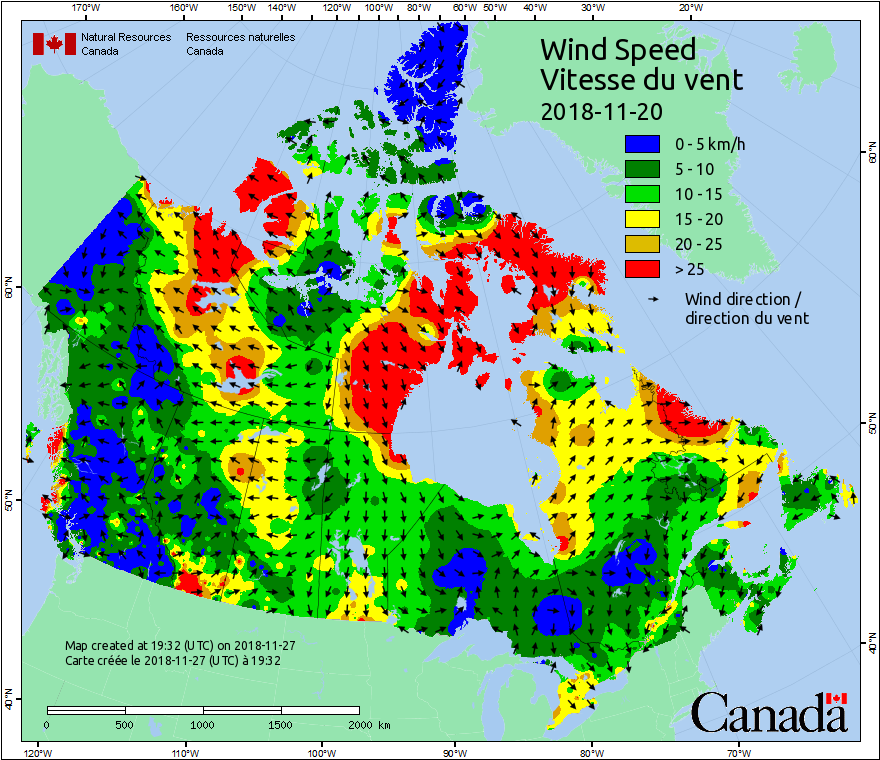 170°W 160°W 150°W 140°W 120°W 100°W 80°W 60°W 50°W 40°W 30°W 20°W
Natural Resources Ressources naturelles
Canada Canada
Wind Speed
Vitesse du vent
2018-11-20
0 - 5 km/h
5 - 10
10 - 15
15 - 20
20 - 25
> 25
Wind direction /
direction du vent
60°N
60°N
50°N
50°N
40°N
40°N
Map created at 19:32 (UTC) on 2018-11-27
Carte créée le 2018-11-27 (UTC) à 19:32
0 500 1000 1500 2000 km
Canada
120°W 110°W 100°W 90°W 80°W 70°W